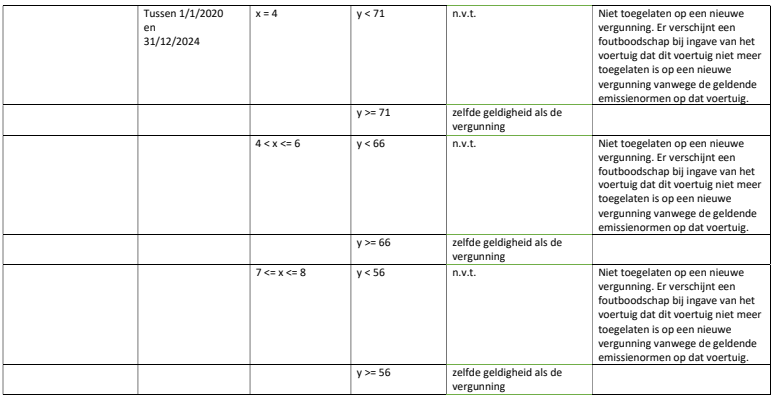 Tussen 1/1/2020
en
31/12/2024
x = 4
y < 71
n.v.t.
Niet toegelaten op een nieuwe
vergunning. Er verschijnt een
foutboodschap bij ingave van het
voertuig dat dit voertuig niet meer
toegelaten is op een nieuwe
vergunning vanwege de geldende
emissienormen op dat voertuig.
y >= 71
zelfde geldigheid als de
vergunning
4 < x <= 6
y < 66
n.v.t.
Niet toegelaten op een nieuwe
vergunning. Er verschijnt een
foutboodschap bij ingave van het
voertuig dat dit voertuig niet meer
toegelaten is op een nieuwe
vergunning vanwege de geldende
emissienormen op dat voertuig.
y >= 66
zelfde geldigheid als de
vergunning
7 <= x <= 8
y < 56
n.v.t.
Niet toegelaten op een nieuwe
vergunning. Er verschijnt een
foutboodschap bij ingave van het
voertuig dat dit voertuig niet meer
toegelaten is op een nieuwe
vergunning vanwege de geldende
emissienormen op dat voertuig.
y >= 56
zelfde geldigheid als de
vergunning